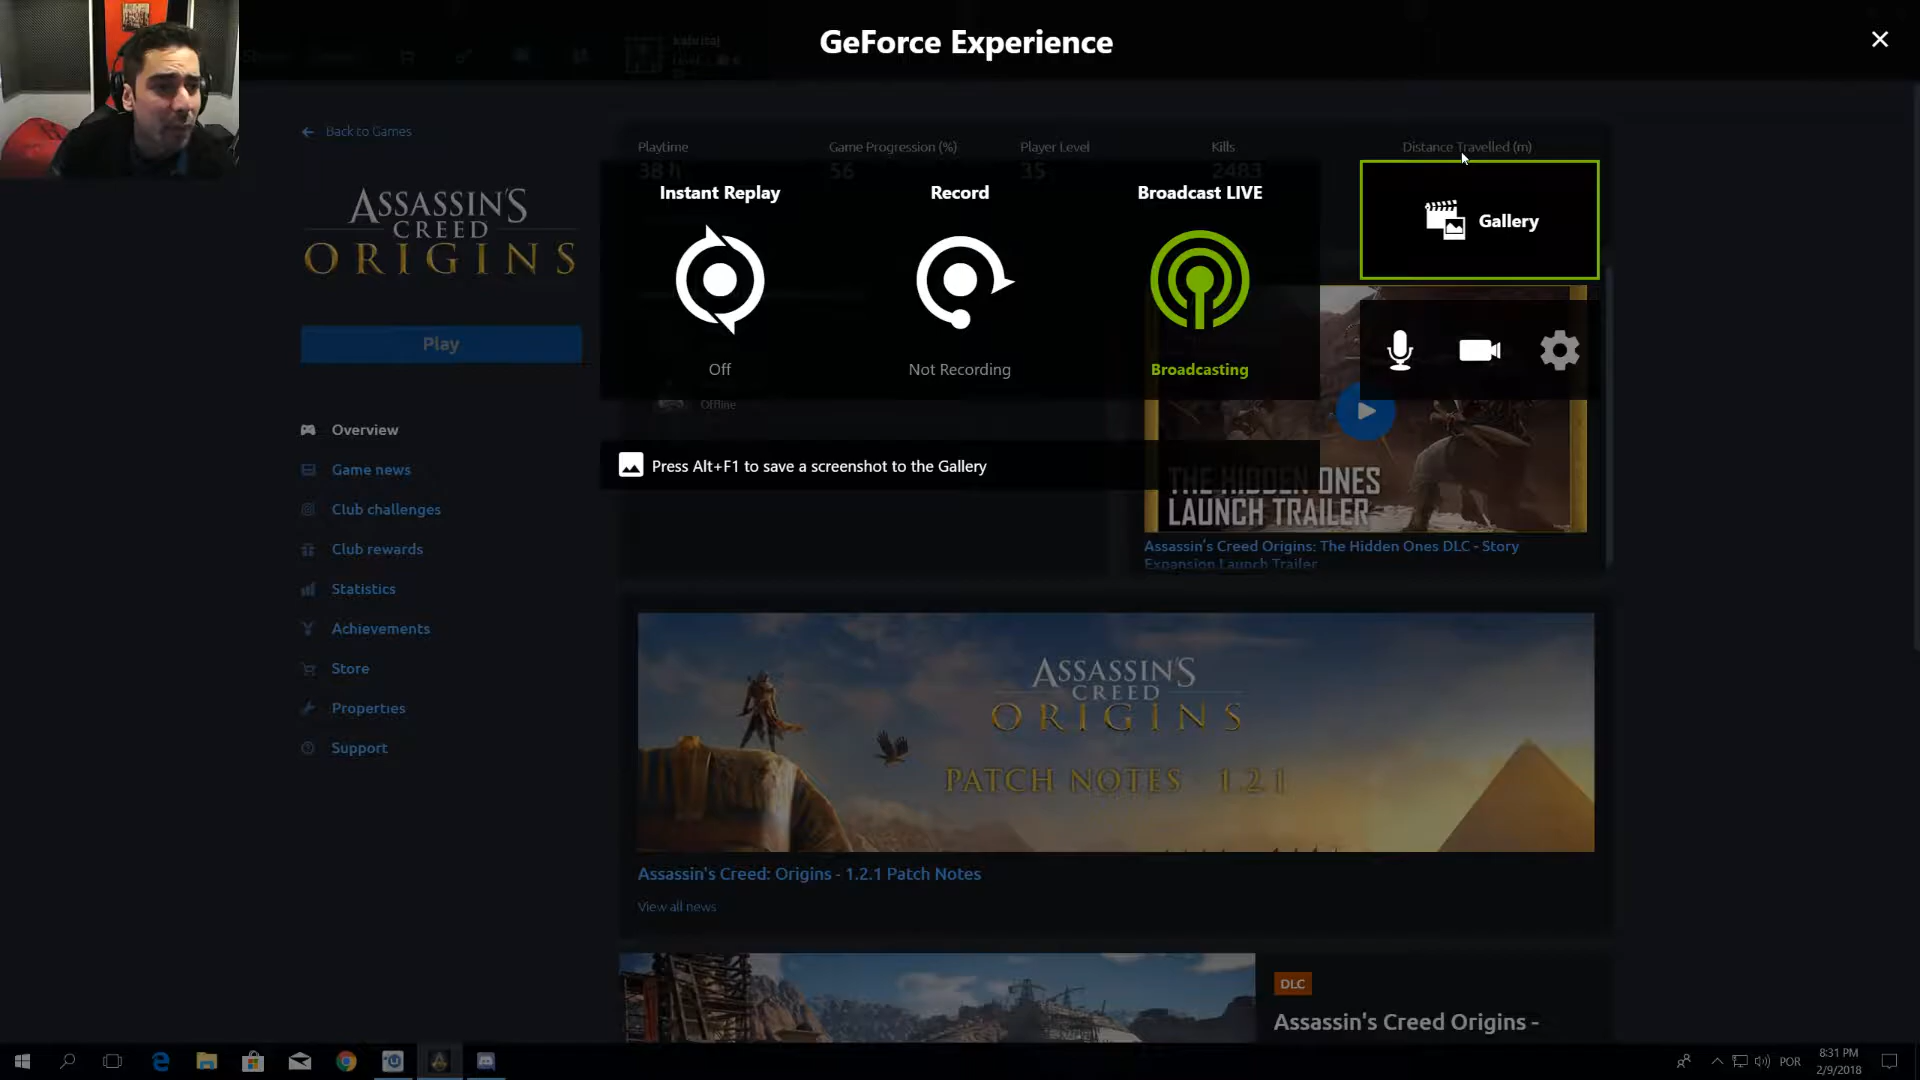 GeForce Experience
Back to Games
Playtime
Game Progression (%)
Player Level
Kills
Distance Travelled (m)
38 h
56
35
2483
ASSASSIN'S
CREED
ORIGINS
Play
Instant Replay
Record
Broadcast LIVE
Gallery
Off
Not Recording
Broadcasting
Offline
Overview
Game news
Club challenges
Club rewards
Statistics
Achievements
Store
Properties
Support
Press Alt+F1 to save a screenshot to the Gallery
THE HIDDEN ONES
LAUNCH TRAILER
Assassin's Creed Origins: The Hidden Ones DLC - Story
Expansion Launch Trailer
ASSASSIN'S
CREED
ORIGINS
PATCH NOTES 1.2.1
Assassin's Creed: Origins - 1.2.1 Patch Notes
View all news
DLC
Assassin's Creed Origins -
POR
8:31 PM
2/9/2018